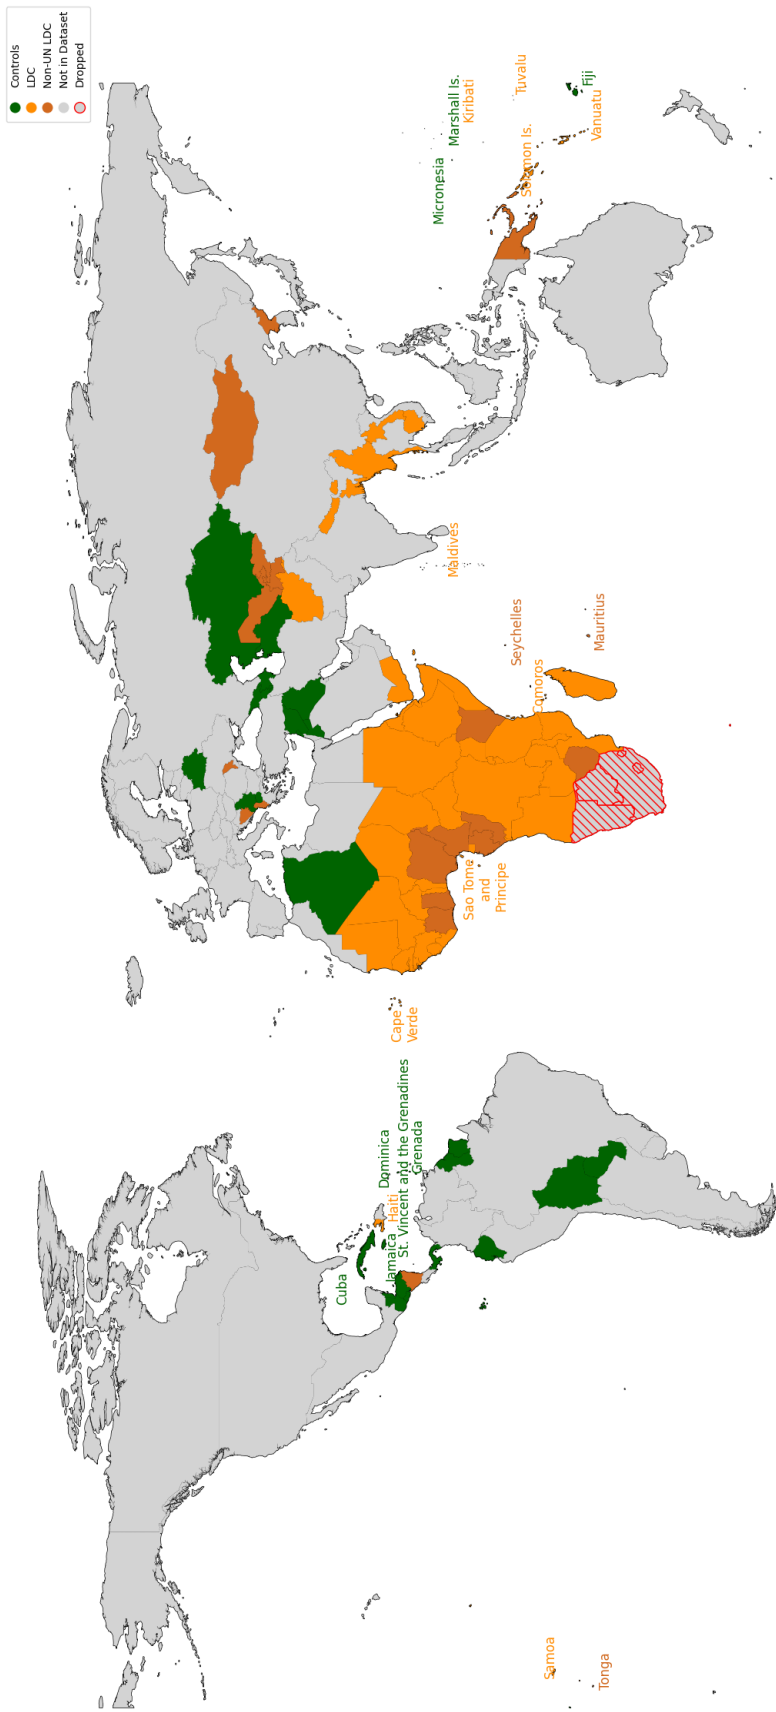 Controls
LDC
Non-UN LDC
Not in Dataset
Dropped
Tuvalu
Fiji
Marshall Is.
Kiribati
Vanuatu
Solomon Is.
Micronesia
Maldives
Mauritius
Seychelles
Comoros
Sao Tome
and
Principe
Cape
Verde
Dominica
St. Vincent and the Grenadines
Grenada
Haiti
Jamaica
Cuba
Samoa
Tonga